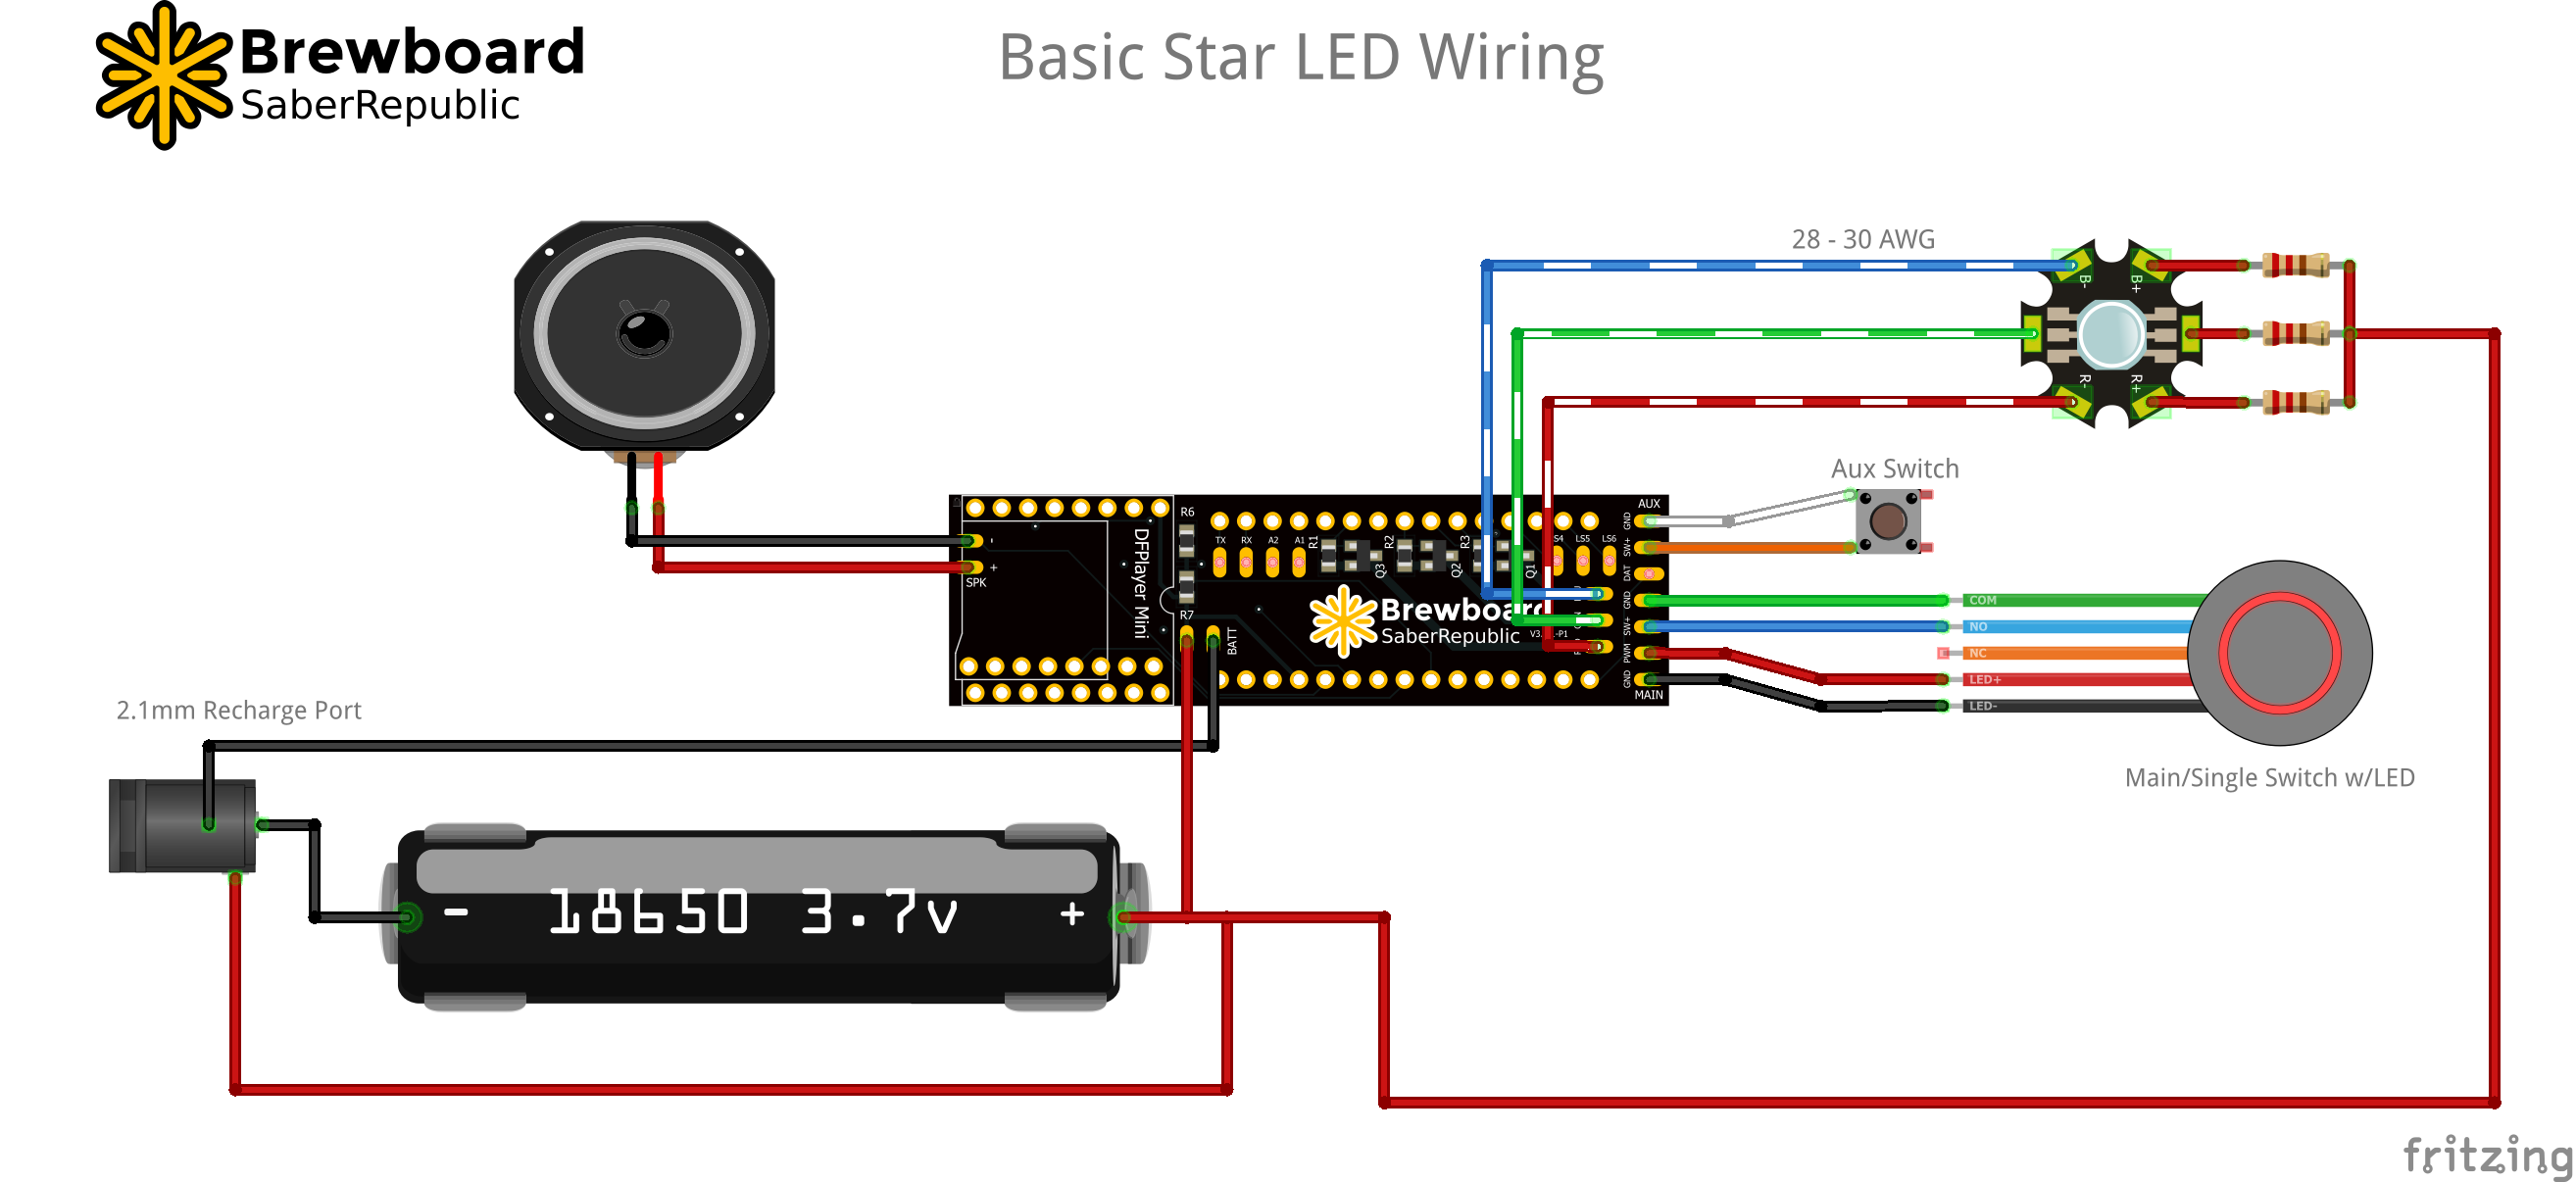 Brewboard
SaberRepublic
Basic Star LED Wiring
28 - 30 AWG
B-
B+
R-
R+
Aux Switch
AUX
GND
SW+
DAT
GND
SW+
PWM
GND
MAIN
-
+
SPK
DFPlayer Mini
R6
R7
BATT
TX
RX
A2
A1
R1
Q3
R2
Q2
R3
Q1
S4
LS5
LS6
Brewboard
SaberRepublic
COM
NO
NC
LED+
LED-
Main/Single Switch w/LED
2.1mm Recharge Port
- 18650 3.7v +
fritzing